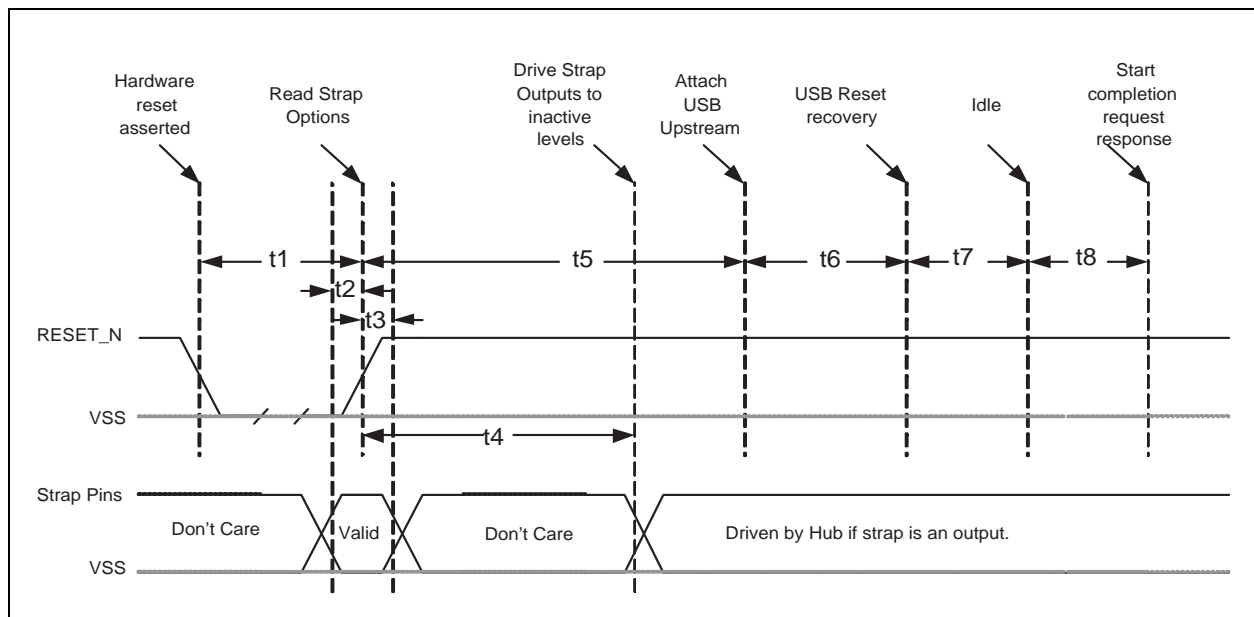 Hardware
reset
asserted
Read Strap
Options
Drive Strap
Outputs to
inactive
levels
Attach
USB
Upstream
USB Reset
recovery
Idle
Start
completion
request
response
t1
t5
t6
t7
t8
t2
t3
RESET_N
VSS
t4
Strap Pins
Don't Care
Valid
Don't Care
Driven by Hub if strap is an output.
VSS